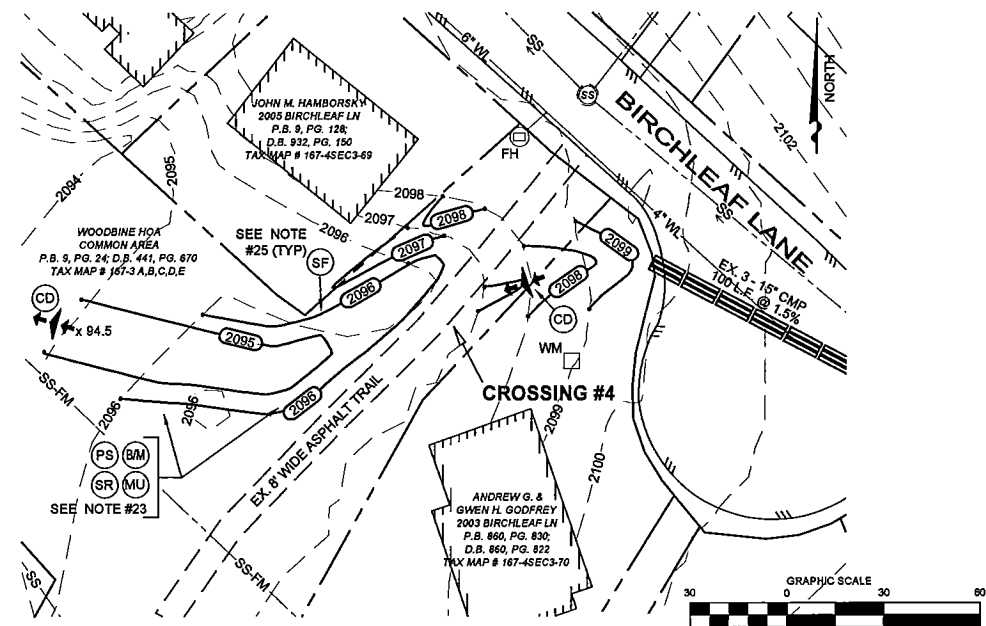 6" WL
SS
SS
BIRCHLEAF LANE
NORTH
2102
JOHN M. HAMBORSKY
2005 BIRCHLEAF LN
P.B. 9, PG. 128;
D.B. 932, PG. 150
TAX MAP # 167-4SEC3-69
FH
2094
2095
2098
2097
2096
2098
2097
2096
4" WL
SS
WOODBINE HOA
COMMON AREA
P.B. 9, PG. 24; D.B. 441, PG. 670
TAX MAP # 167-3 A,B,C,D,E
SEE NOTE
#25 (TYP)
SF
2099
2098
EX. 3 - 15" CMP
100 L.F. @ 1.5%
CD
x 94.5
2095
CD
WM
SS-FM
2096
2096
2096
CROSSING #4
EX. 8' WIDE ASPHALT TRAIL
2099
2100
PS
B/M
SR
MU
SEE NOTE #23
ANDREW G. &
GWEN H. GODFREY
2003 BIRCHLEAF LN
P.B. 860, PG. 830;
D.B. 860, PG. 822
TAX MAP # 167-4SEC3-70
SS-FM
SS
GRAPHIC SCALE
30 0 30 60